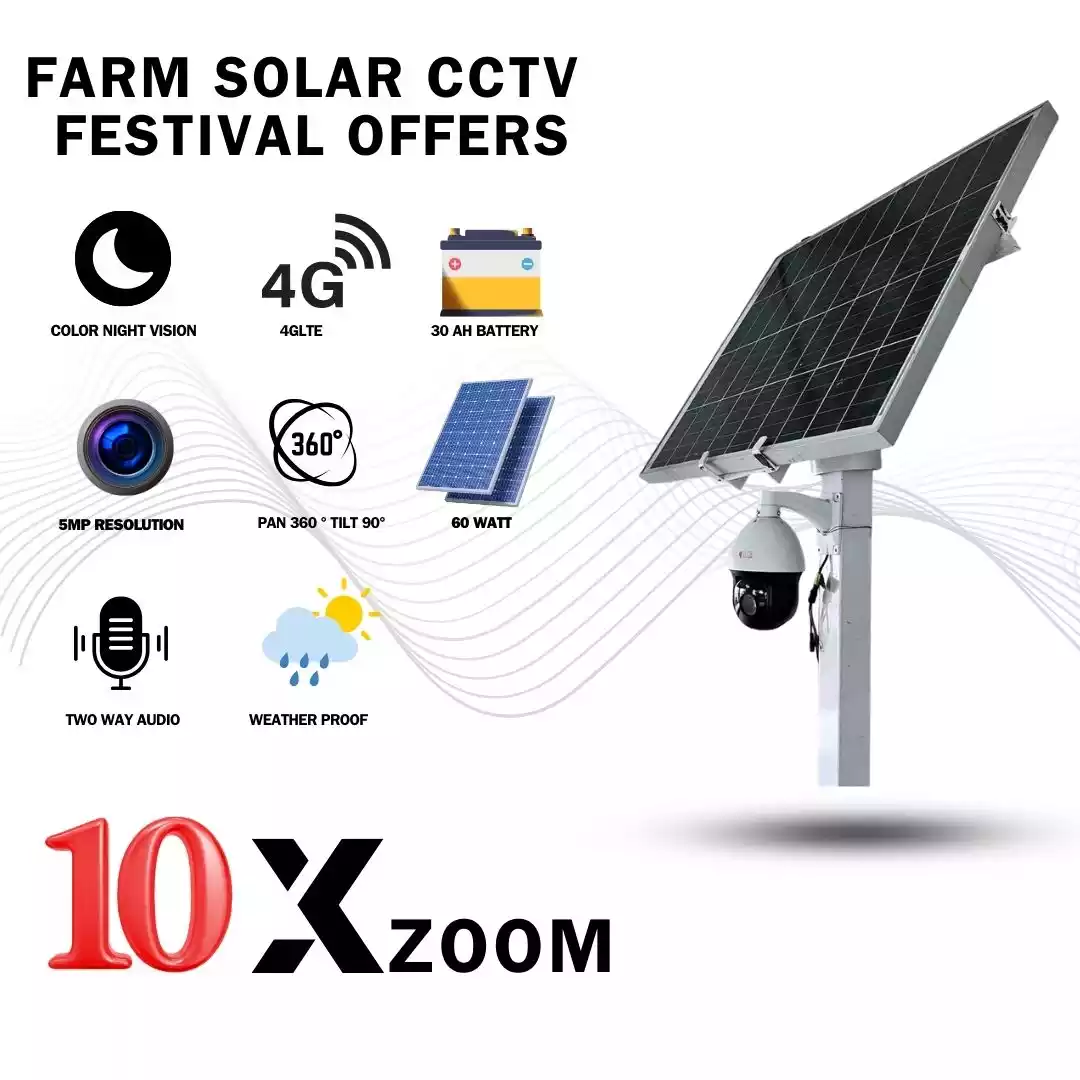 FARM SOLAR CCTV
FESTIVAL OFFERS
COLOR NIGHT VISION
4G
4GLTE
30 AH BATTERY
5MP RESOLUTION
360°
PAN 360 ° TILT 90°
60 WATT
TWO WAY AUDIO
WEATHER PROOF
10 X ZOOM